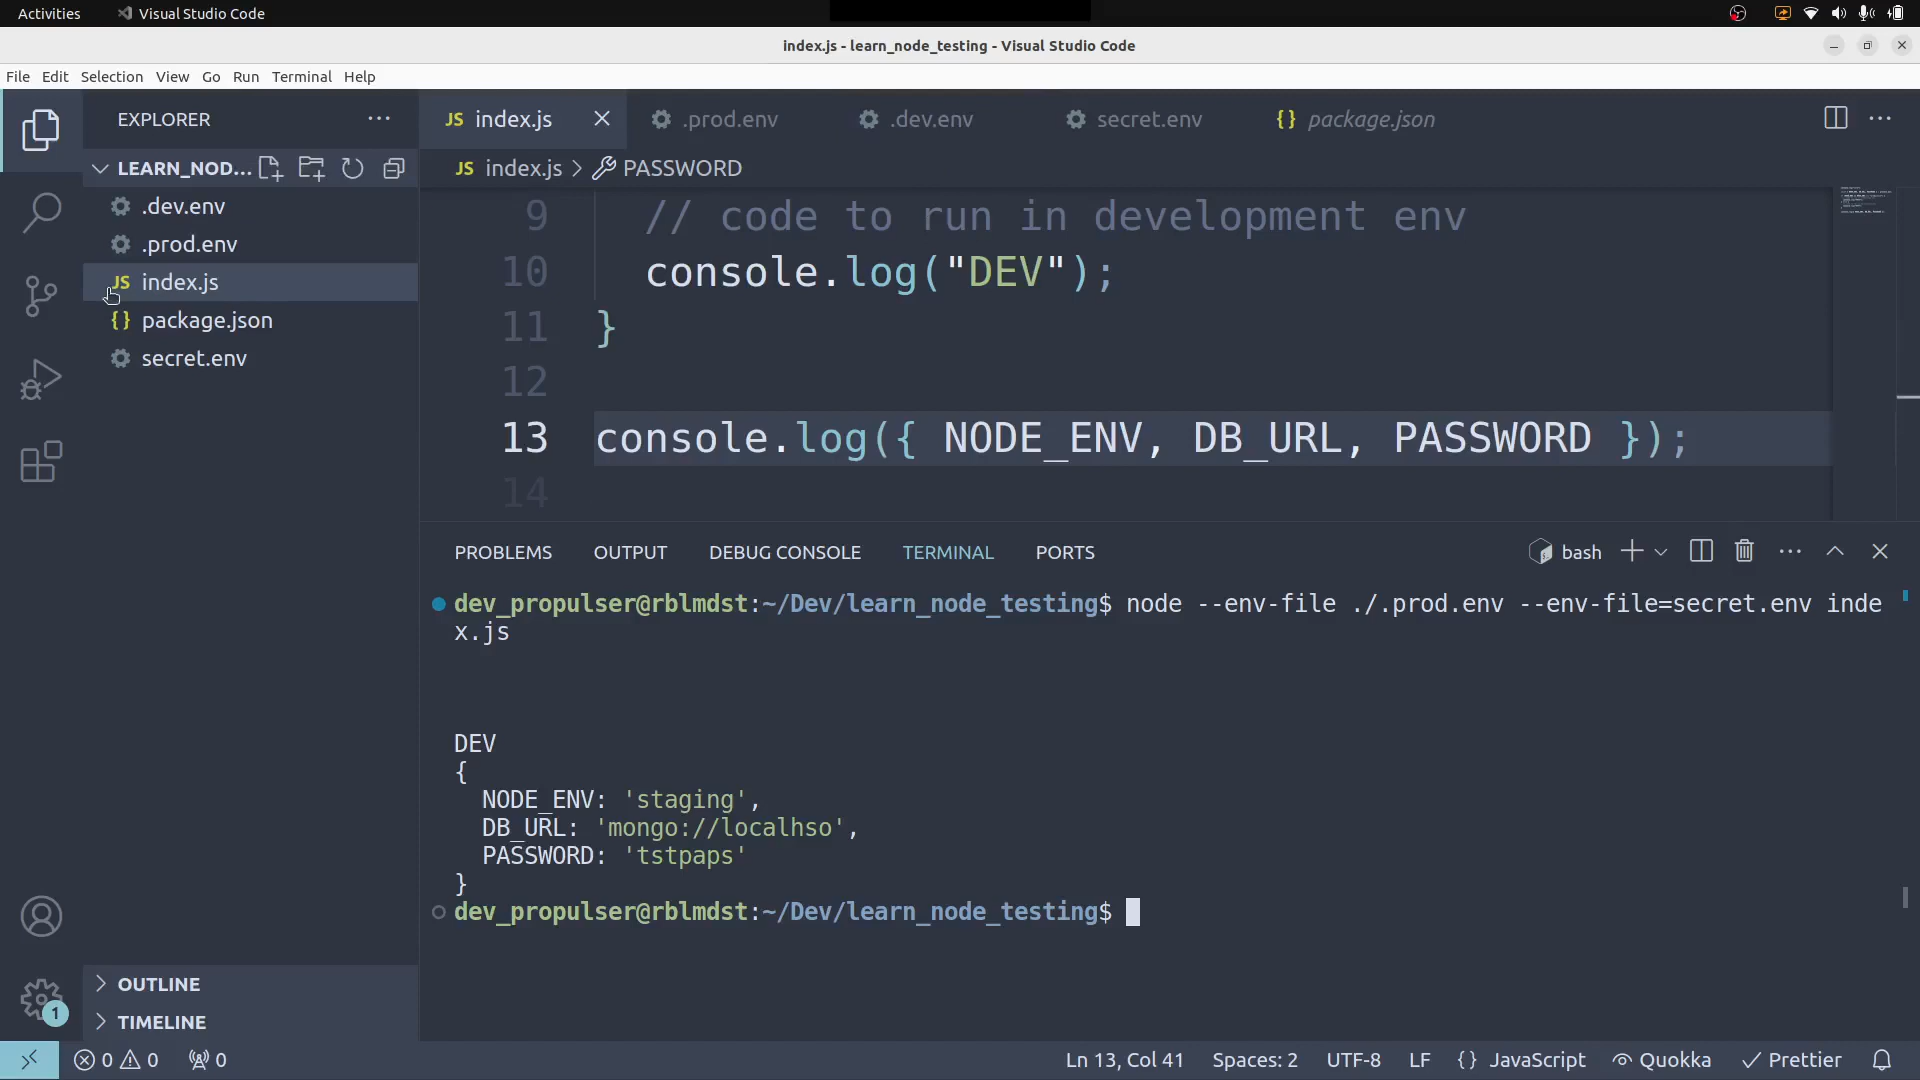 Activities
Visual Studio Code
index.js - learn_node_testing - Visual Studio Code
File Edit Selection View Go Run Terminal Help
EXPLORER
LEARN_NOD...
.dev.env
.prod.env
JS index.js
{} package.json
secret.env
OUTLINE
TIMELINE
JS index.js
.prod.env
.dev.env
secret.env
{} package.json
JS index.js > PASSWORD
9 // code to run in development env
10 console.log("DEV");
11 }
12
13 console.log({ NODE_ENV, DB_URL, PASSWORD });
14
PROBLEMS OUTPUT DEBUG CONSOLE TERMINAL PORTS
bash
dev_propulser@rblmdst:~/Dev/learn_node_testing$ node --env-file ./.prod.env --env-file=secret.env inde
x.js
DEV
{
NODE_ENV: 'staging',
DB_URL: 'mongo://localhso',
PASSWORD: 'tstpaps'
}
dev_propulser@rblmdst:~/Dev/learn_node_testing$
1
0 0 0
Ln 13, Col 41 Spaces: 2 UTF-8 LF {} JavaScript Quokka Prettier